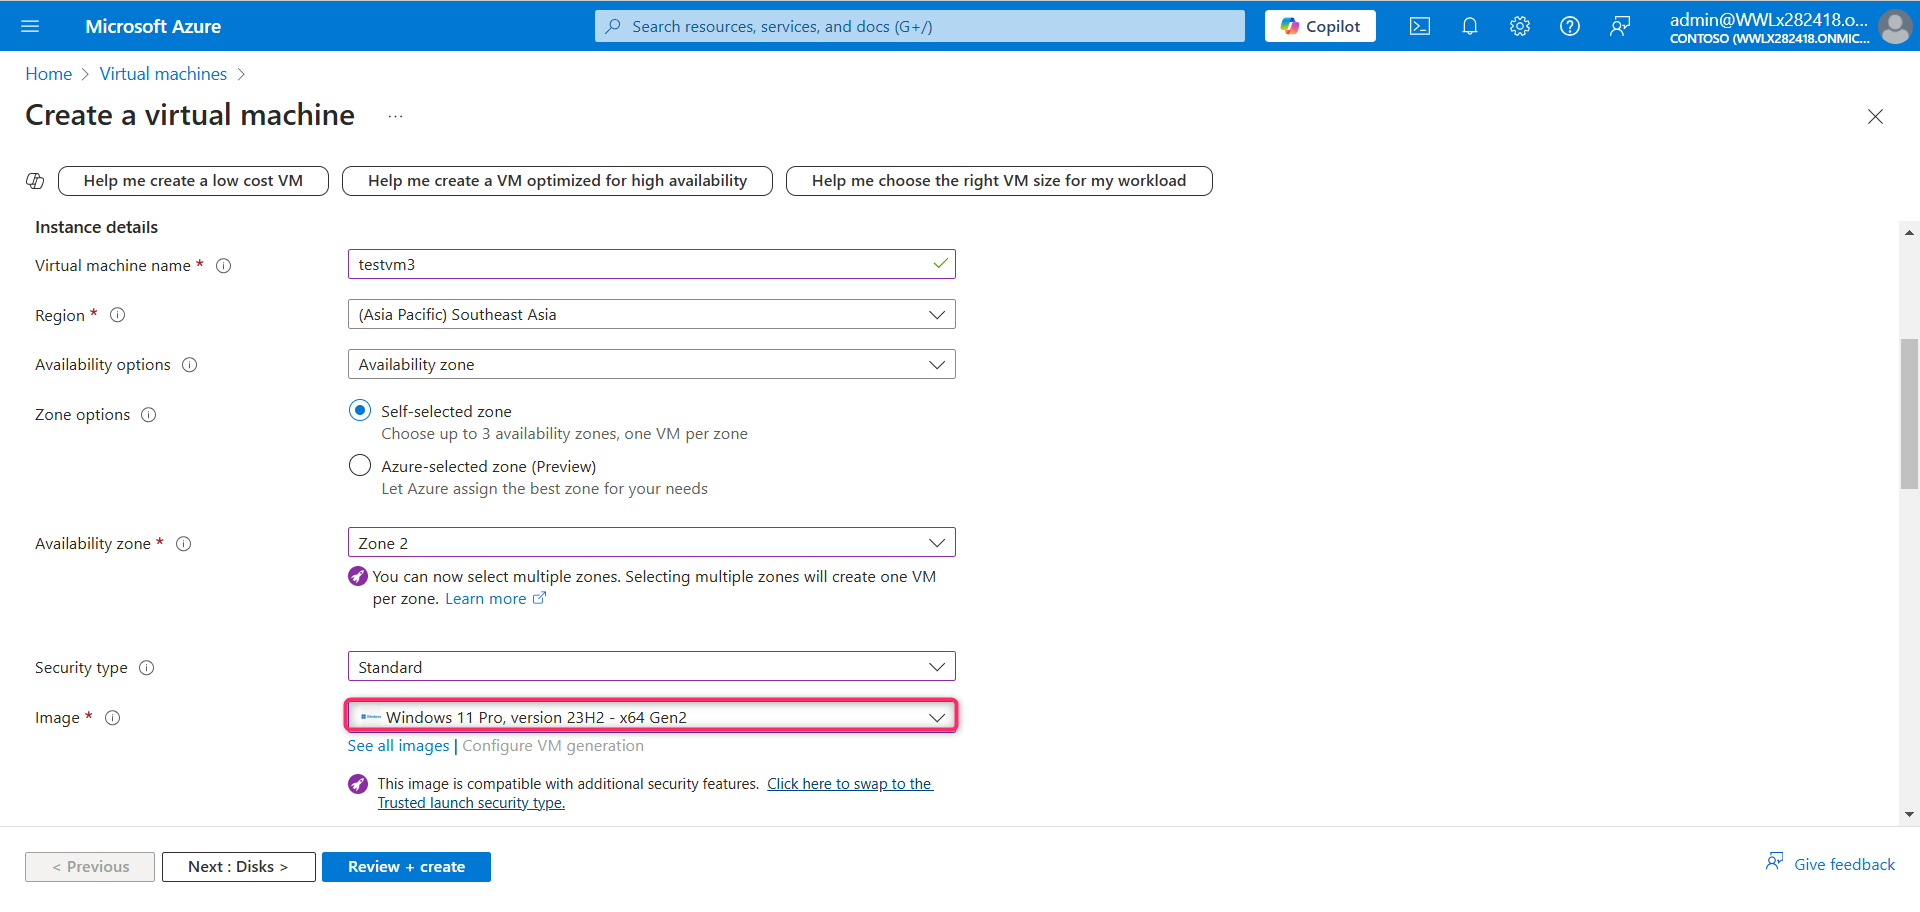 Microsoft Azure
Search resources, services, and docs (G+/)
Copilot
admin@WWLx282418.o...
CONTOSO (WWLX282418.ONMIC...
Home > Virtual machines >
Create a virtual machine ...
Help me create a low cost VM
Help me create a VM optimized for high availability
Help me choose the right VM size for my workload
Instance details
Virtual machine name *
testvm3
Region *
(Asia Pacific) Southeast Asia
Availability options
Availability zone
Zone options
Self-selected zone
Choose up to 3 availability zones, one VM per zone
Azure-selected zone (Preview)
Let Azure assign the best zone for your needs
Availability zone *
Zone 2
You can now select multiple zones. Selecting multiple zones will create one VM
per zone. Learn more
Security type
Standard
Image *
Windows 11 Pro, version 23H2 - x64 Gen2
See all images | Configure VM generation
This image is compatible with additional security features. Click here to swap to the
Trusted launch security type.
< Previous
Next : Disks >
Review + create
Give feedback